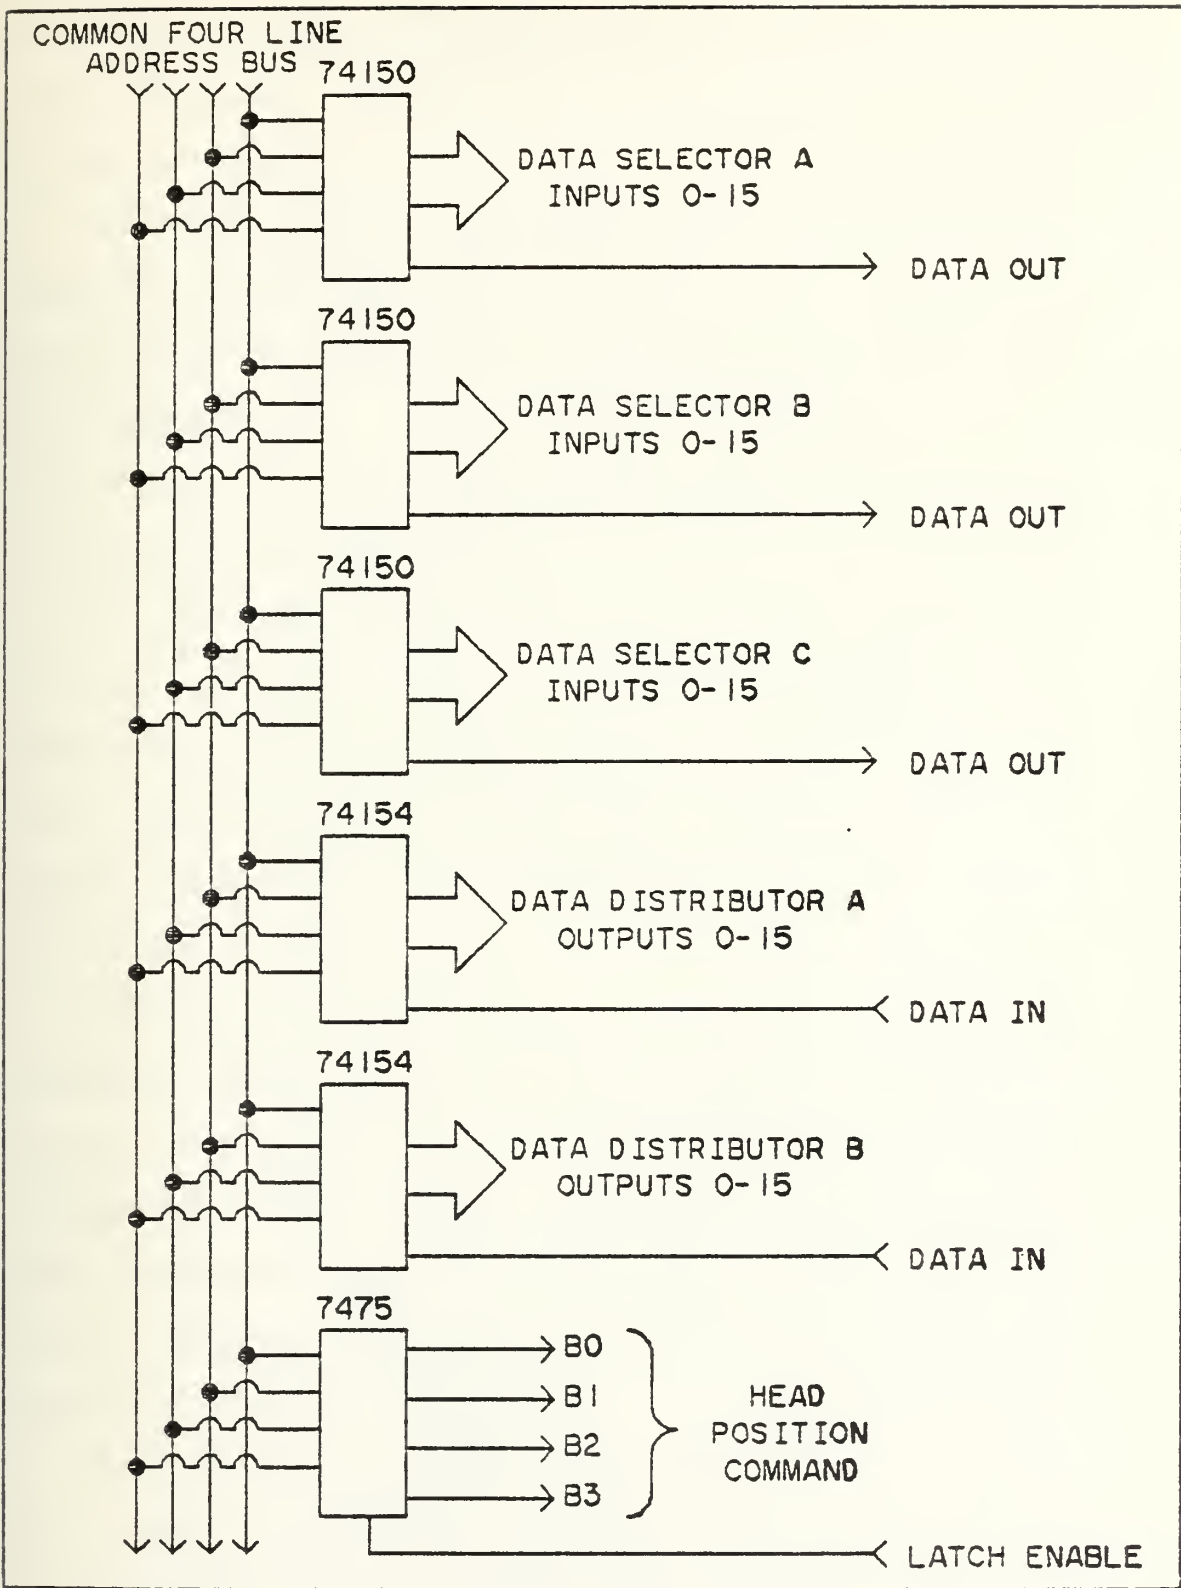 COMMON FOUR LINE
ADDRESS BUS
74150
DATA SELECTOR A
INPUTS 0-15
DATA OUT
74150
DATA SELECTOR B
INPUTS 0-15
DATA OUT
74150
DATA SELECTOR C
INPUTS 0-15
DATA OUT
74154
DATA DISTRIBUTOR A
OUTPUTS 0-15
DATA IN
74154
DATA DISTRIBUTOR B
OUTPUTS 0-15
DATA IN
7475
B0
B1
B2
B3
HEAD
POSITION
COMMAND
LATCH ENABLE